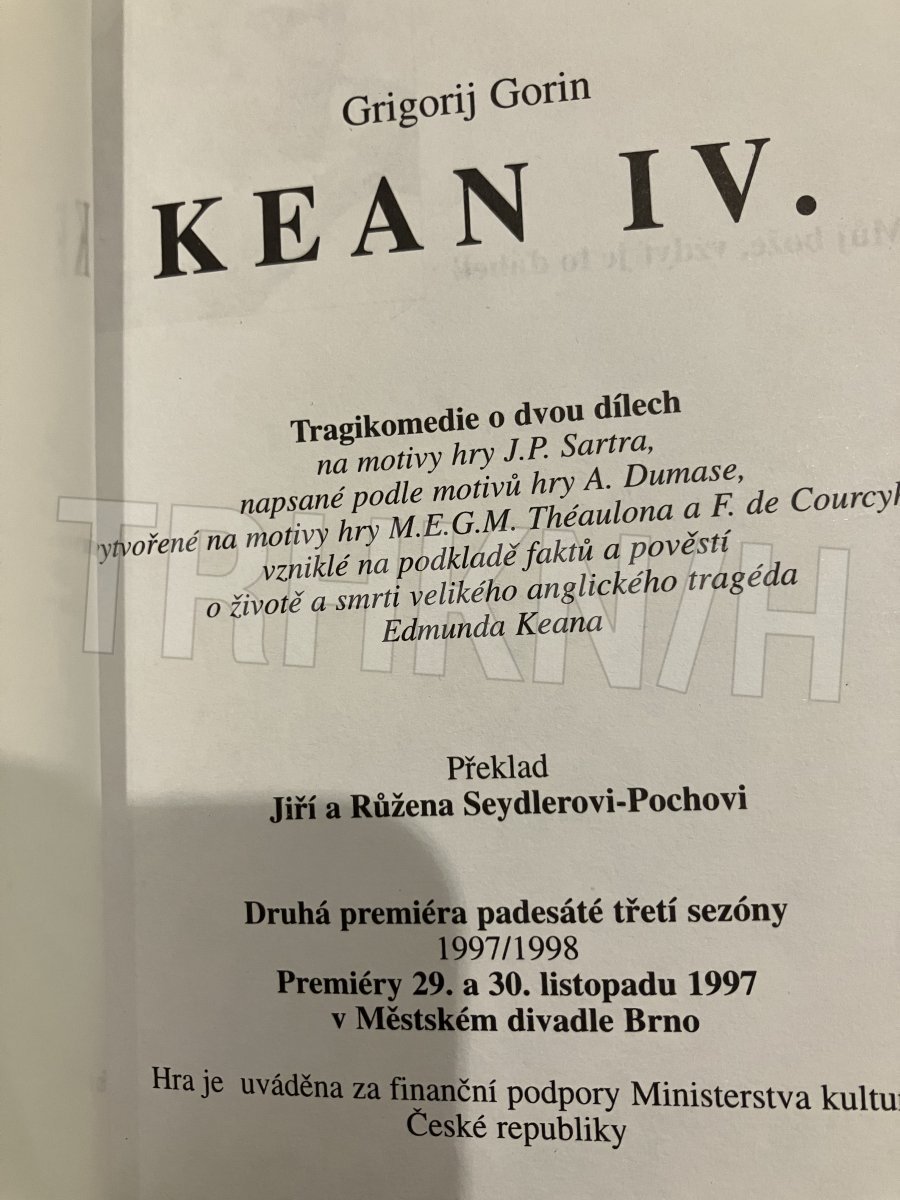 Grigorij Gorin
KEAN IV.
Tragikomedie o dvou dílech
na motivy hry J.P. Sartra,
napsané podle motivů hry A. Dumase,
ytvořené na motivy hry M.E.G.M. Théaulona a F. de Courcyh
vzniklé na podkladě faktů a pověstí
o životě a smrti velikého anglického tragéda
Edmunda Keana
TRHKNIH
Překlad
Jiří a Růžena Seydlerovi-Pochovi
Druhá premiéra padesáté třetí sezóny
1997/1998
Premiéry 29. a 30. listopadu 1997
v Městském divadle Brno
Hra je uváděna za finanční podpory Ministerstva kultu
České republiky